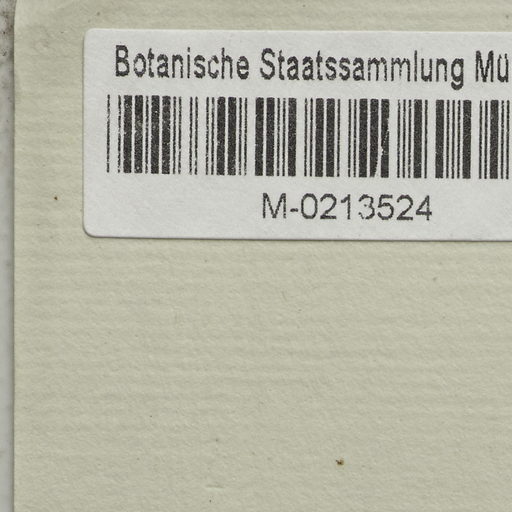 Botanische Staatssammlung Mü
M-0213524